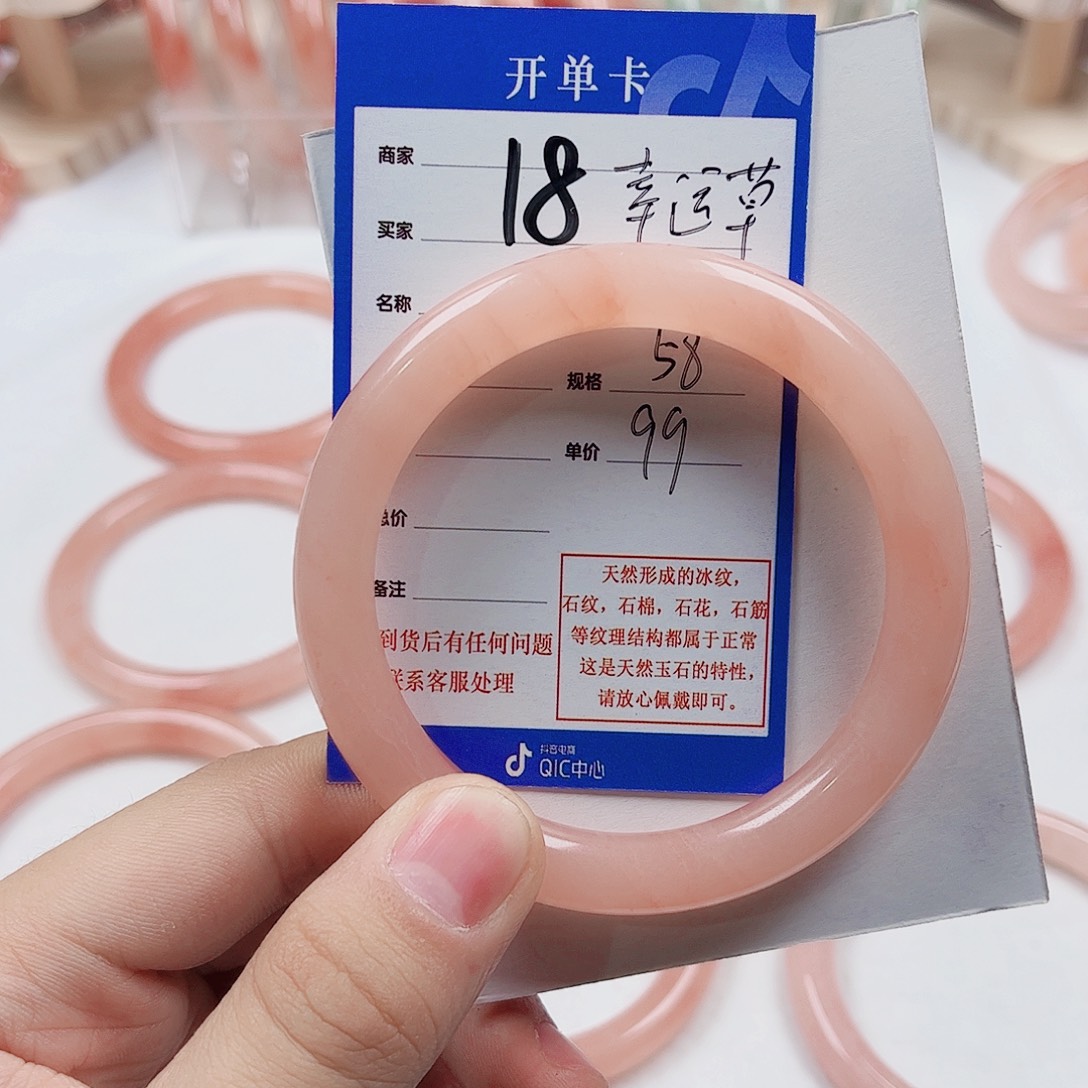 开单卡
商家
18 幸运草
买家
名称
规格 58
单价 99
总价
备注
到货后有任何问题
联系客服处理
天然形成的冰纹，
石纹，石棉，石花，石筋
等纹理结构都属于正常
这是天然玉石的特性，
请放心佩戴即可。
抖音电商
QIC中心